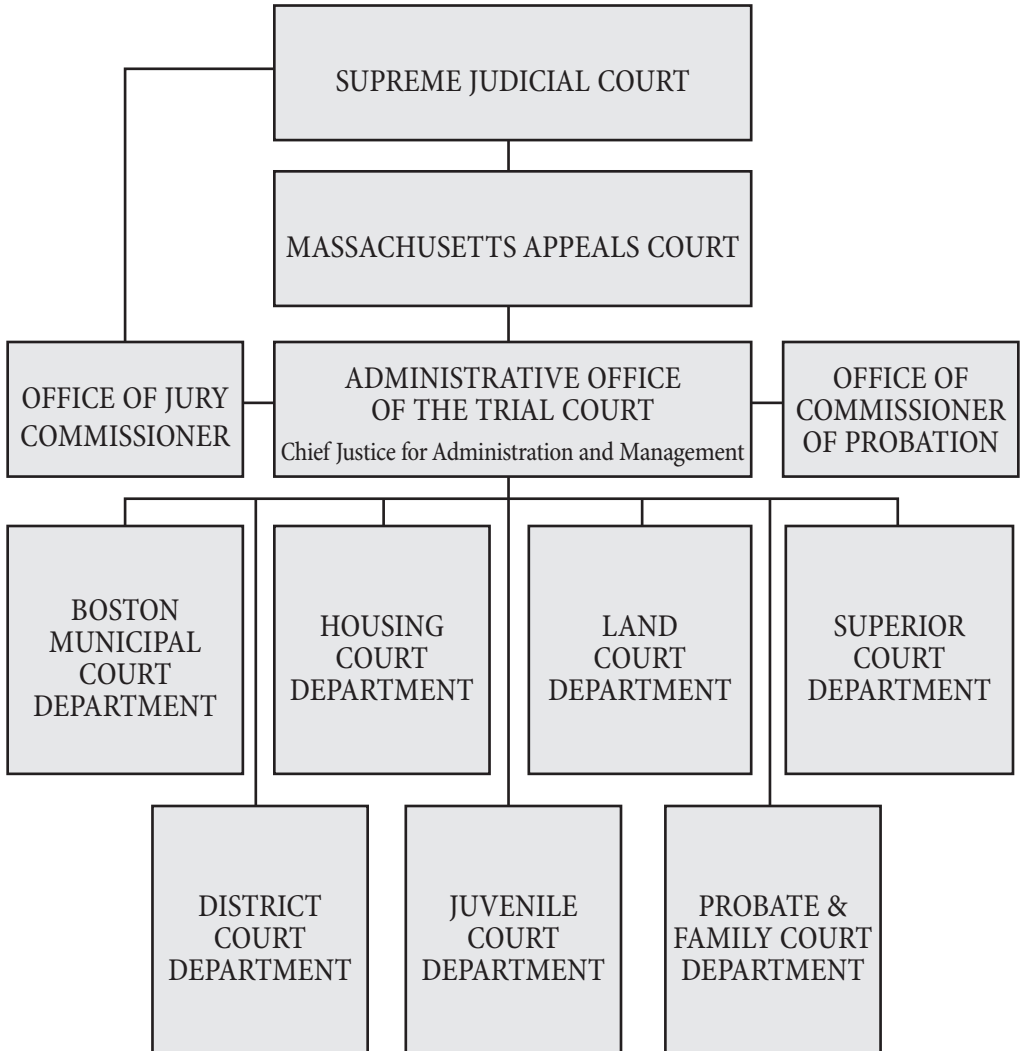 SUPREME JUDICIAL COURT
MASSACHUSETTS APPEALS COURT
OFFICE OF JURY
COMMISSIONER
ADMINISTRATIVE OFFICE
OF THE TRIAL COURT
Chief Justice for Administration and Management
OFFICE OF
COMMISSIONER
OF PROBATION
BOSTON
MUNICIPAL
COURT
DEPARTMENT
HOUSING
COURT
DEPARTMENT
LAND
COURT
DEPARTMENT
SUPERIOR
COURT
DEPARTMENT
DISTRICT
COURT
DEPARTMENT
JUVENILE
COURT
DEPARTMENT
PROBATE &
FAMILY COURT
DEPARTMENT